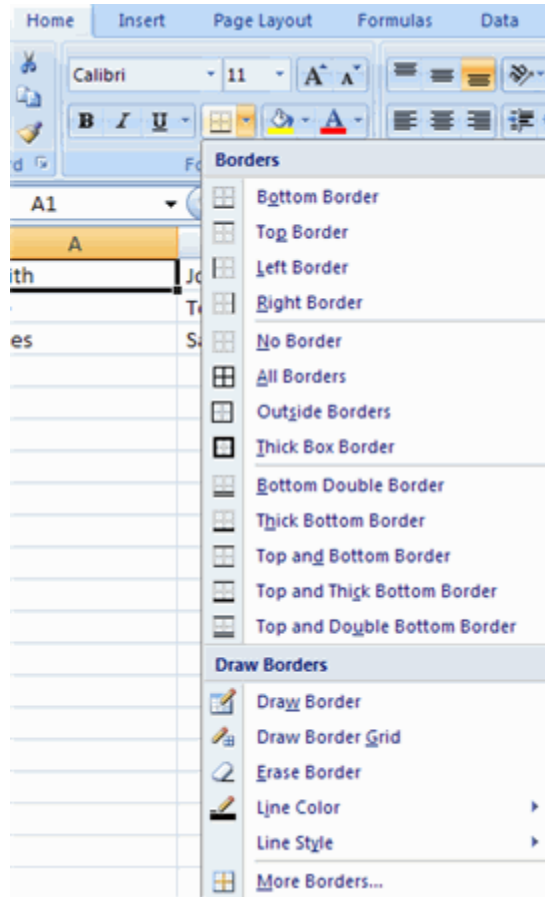 Home Insert Page Layout Formulas Data
Calibri 11 A A
B I U A
d
Borders
A1
Bottom Border
A
Top Border
ith
Left Border
Right Border
es
No Border
All Borders
Outside Borders
Thick Box Border
Bottom Double Border
Thick Bottom Border
Top and Bottom Border
Top and Thick Bottom Border
Top and Double Bottom Border
Draw Borders
Draw Border
Draw Border Grid
Erase Border
Line Color
Line Style
More Borders...